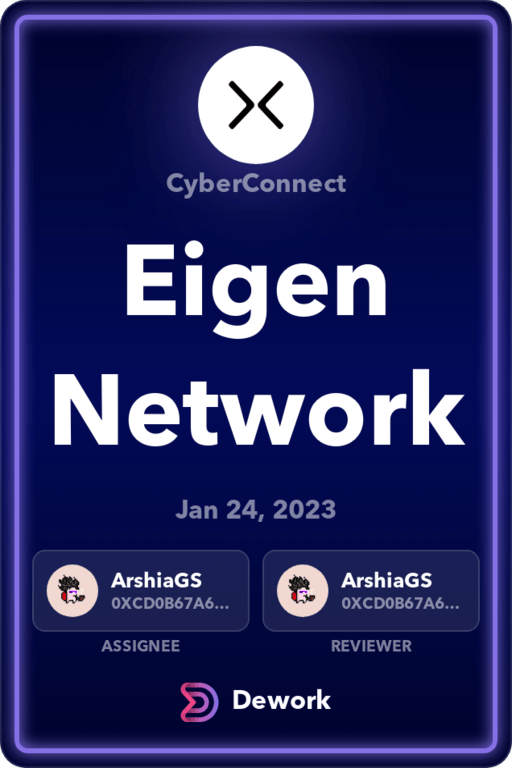 CyberConnect
Eigen
Network
Jan 24, 2023
ArshiaGS
0XCD0B67A6...
ASSIGNEE
ArshiaGS
0XCD0B67A6...
REVIEWER
Dework